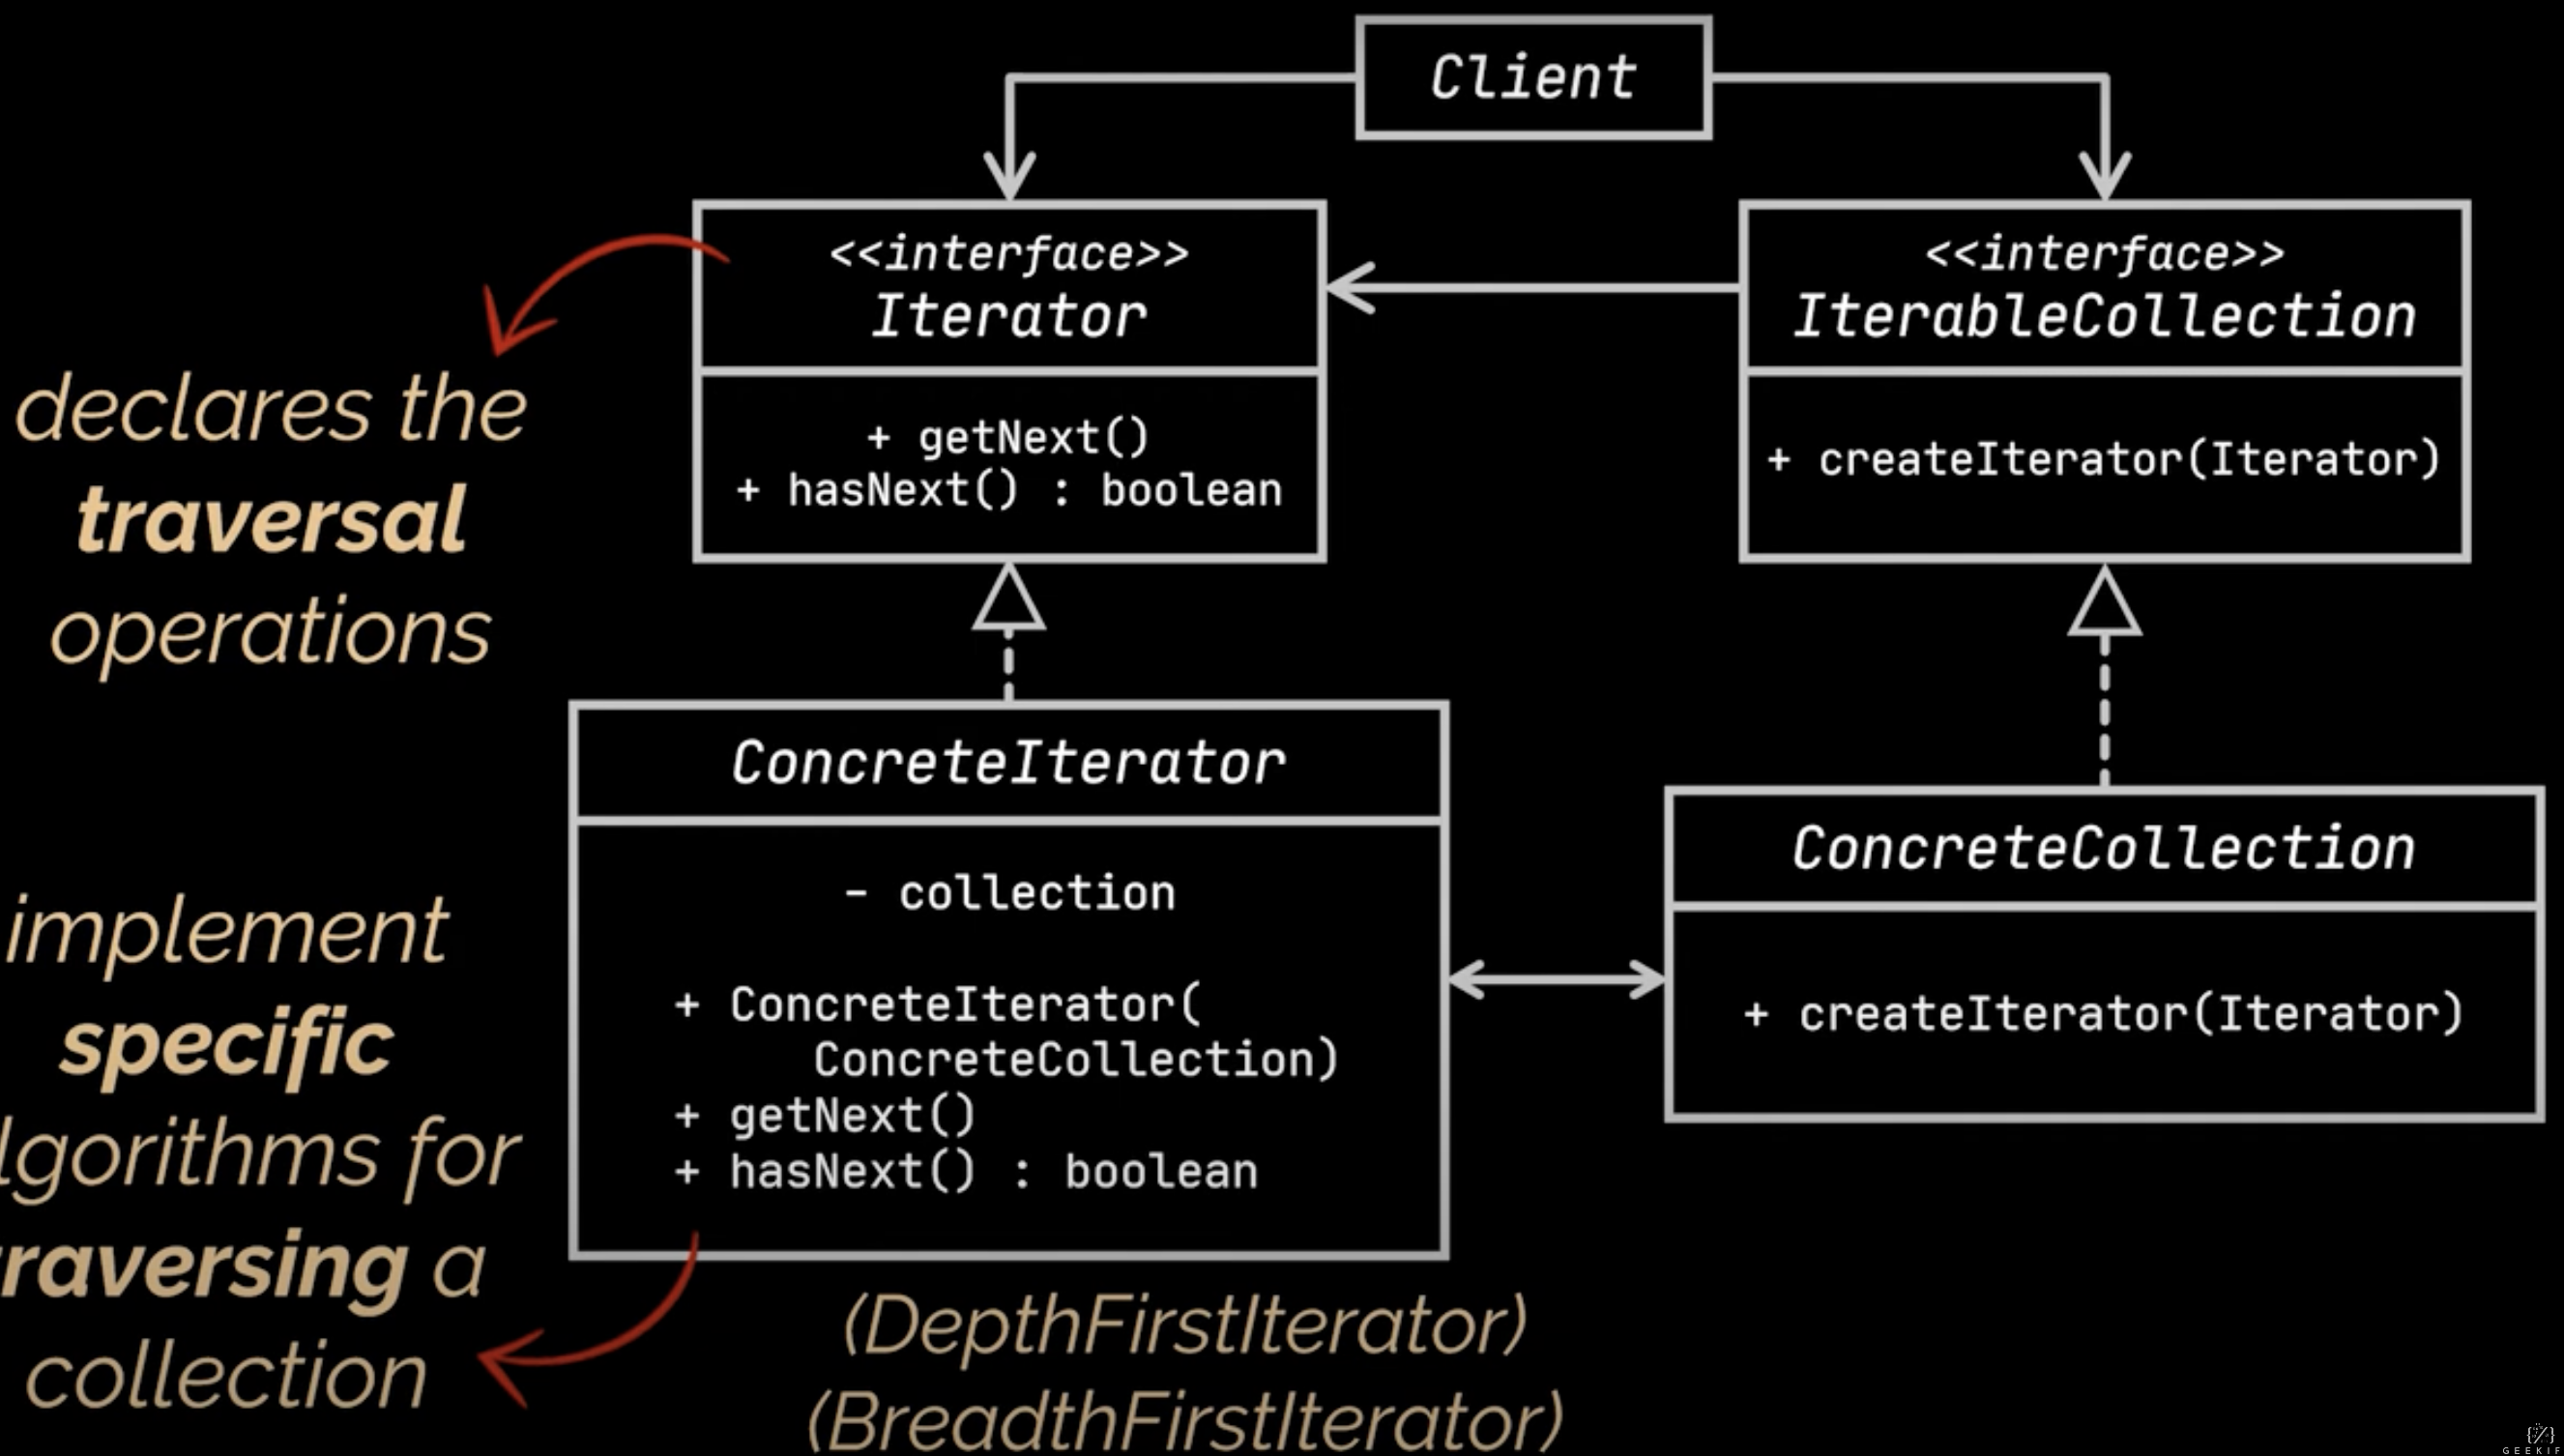 Client
<<interface>>
Iterator
+ getNext()
+ hasNext() : boolean
<<interface>>
IterableCollection
+ createIterator(Iterator)
declares the
traversal
operations
ConcreteIterator
- collection
+ ConcreteIterator(
ConcreteCollection)
+ getNext()
+ hasNext() : boolean
ConcreteCollection
+ createIterator(Iterator)
implement
specific
lgorithms for
raversing a
collection
(DepthFirstIterator)
(BreadthFirstIterator)
GEEKIF